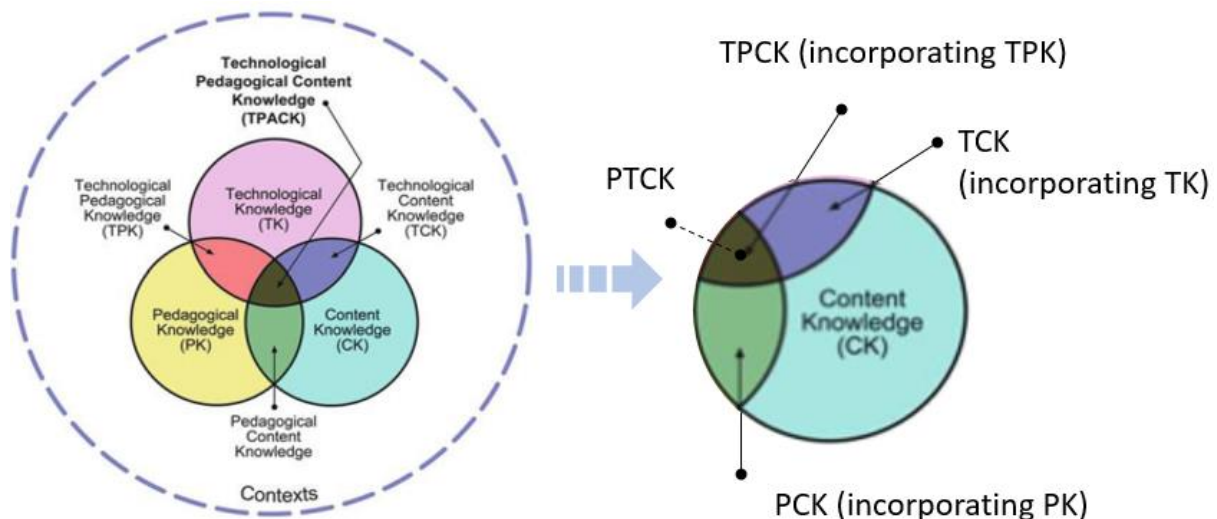 Technological
Pedagogical Content
Knowledge
(TPACK)
Technological
Pedagogical
Knowledge
(TPK)
Technological
Knowledge
(TK)
Technological
Content
Knowledge
(TCK)
Pedagogical
Knowledge
(PK)
Content
Knowledge
(CK)
Pedagogical
Content
Knowledge
Contexts
TPCK (incorporating TPK)
TCK
(incorporating TK)
PTCK
Content
Knowledge
(CK)
PCK (incorporating PK)